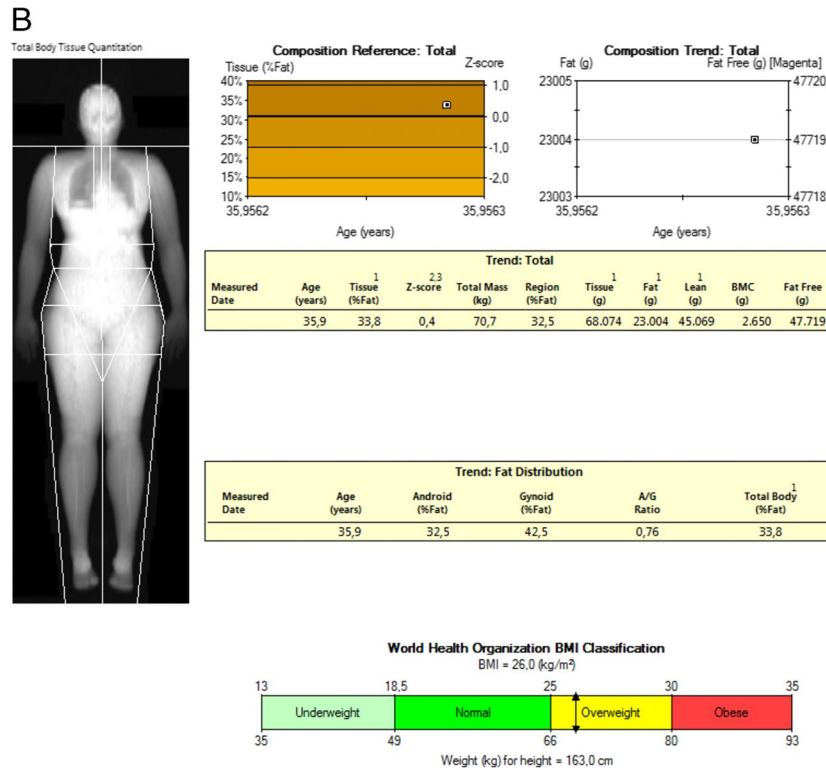 B
Total Body Tissue Quantitation
Composition Reference: Total
Tissue (%Fat) Z-score
40%
35%
30%
25%
20%
15%
10%
1,0
0,0
-1,0
-2,0
35,9562 35,9563
Age (years)
Composition Trend: Total
Fat (g) Fat Free (g) [Magenta]
23005 47720
23004 47719
23003 47718
35,9562 35,9563
Age (years)
Trend: Total
1 2,3 1 1 1
Measured Age Tissue Z-score Total Mass Region Tissue Fat Lean BMC Fat Free
Date (years) (%Fat) (kg) (%Fat) (g) (g) (g) (g) (g)
35,9 33,8 0,4 70,7 32,5 68.074 23.004 45.069 2.650 47.719
Trend: Fat Distribution
1
Measured Age Android Gynoid A/G Total Body
Date (years) (%Fat) (%Fat) Ratio (%Fat)
35,9 32,5 42,5 0,76 33,8
World Health Organization BMI Classification
BMI = 26,0 (kg/m²)
13 18,5 25 30 35
Underweight Normal Overweight Obese
35 49 66 80 93
Weight (kg) for height = 163,0 cm